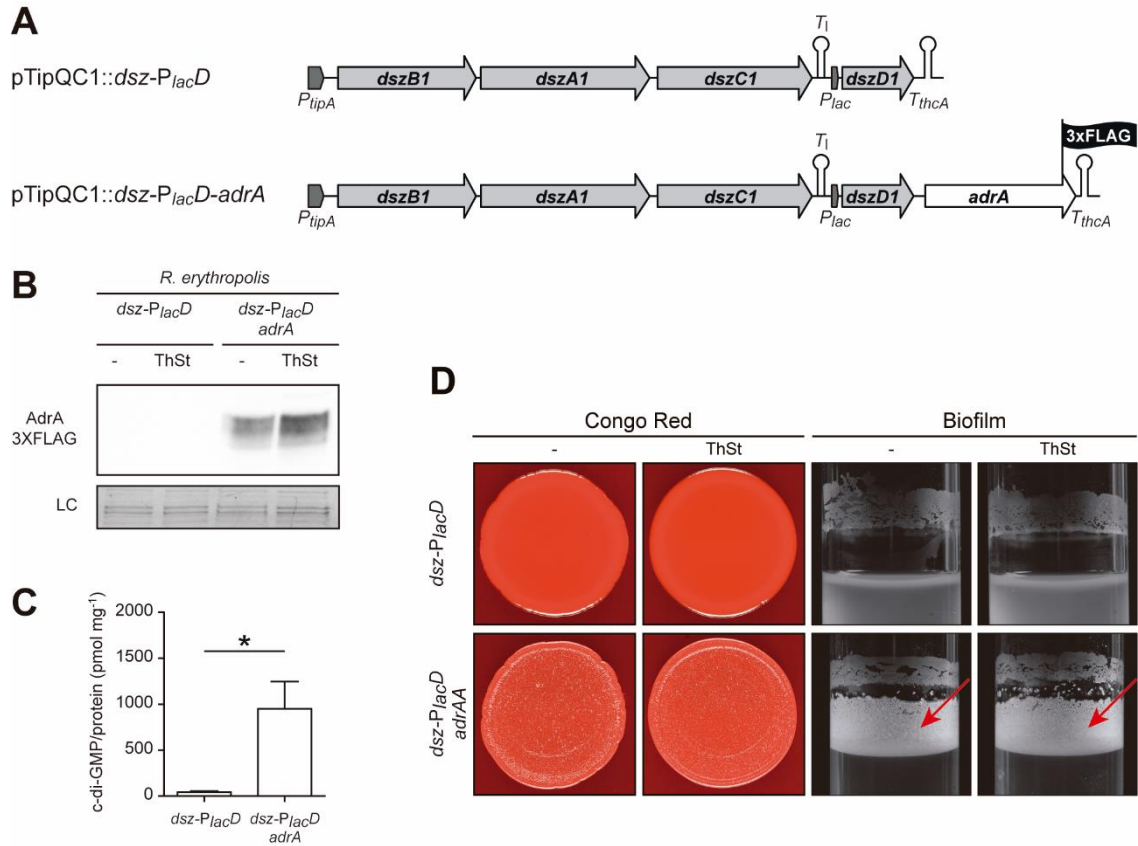 A
pTipQC1::dsz-PlacD
PtipA
dszB1
dszA1
dszC1
Tl
Plac
dszD1
TthcA
pTipQC1::dsz-PlacD-adrA
PtipA
dszB1
dszA1
dszC1
Tl
Plac
dszD1
adrA
3xFLAG
TthcA
B
R. erythropolis
dsz-PlacD
dsz-PlacD
adrA
- ThSt - ThSt
AdrA
3XFLAG
LC
C
c-di-GMP/protein (pmol mg-1)
2000
1500
1000
500
0
*
dsz-PlacD
dsz-PlacD
adrA
D
Congo Red Biofilm
- ThSt - ThSt
dsz-PlacD
dsz-PlacD
adrAA